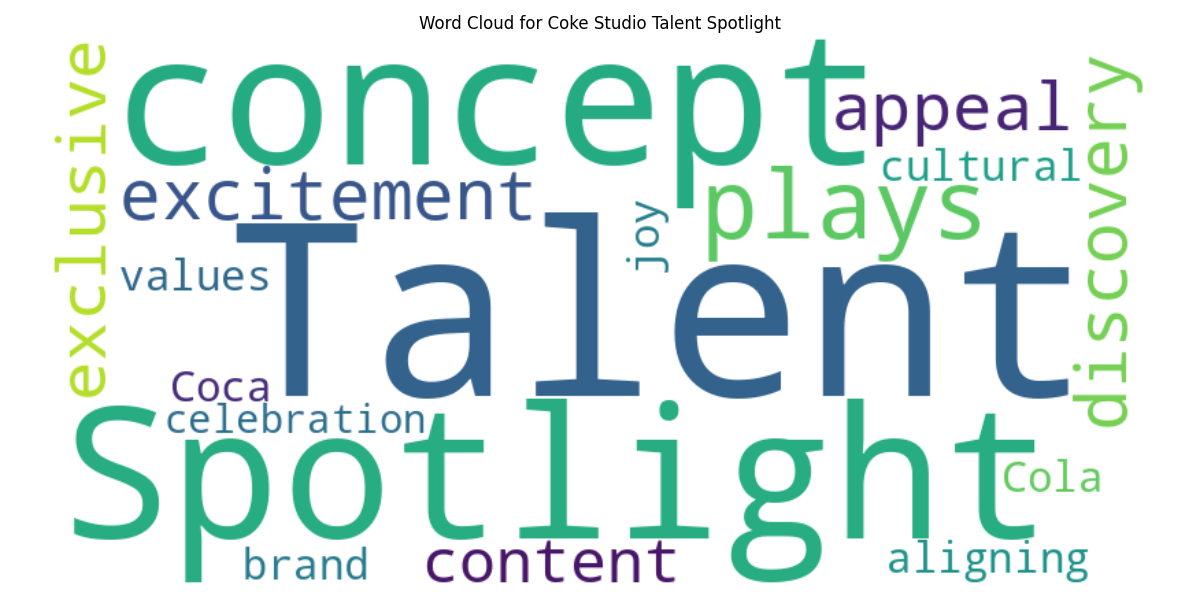 Word Cloud for Coke Studio Talent Spotlight
exclusive
concept
appeal
discovery
cultural
excitement
plays
joy
values
Talent
Coca
celebration
Spotlight
Cola
brand
content
aligning